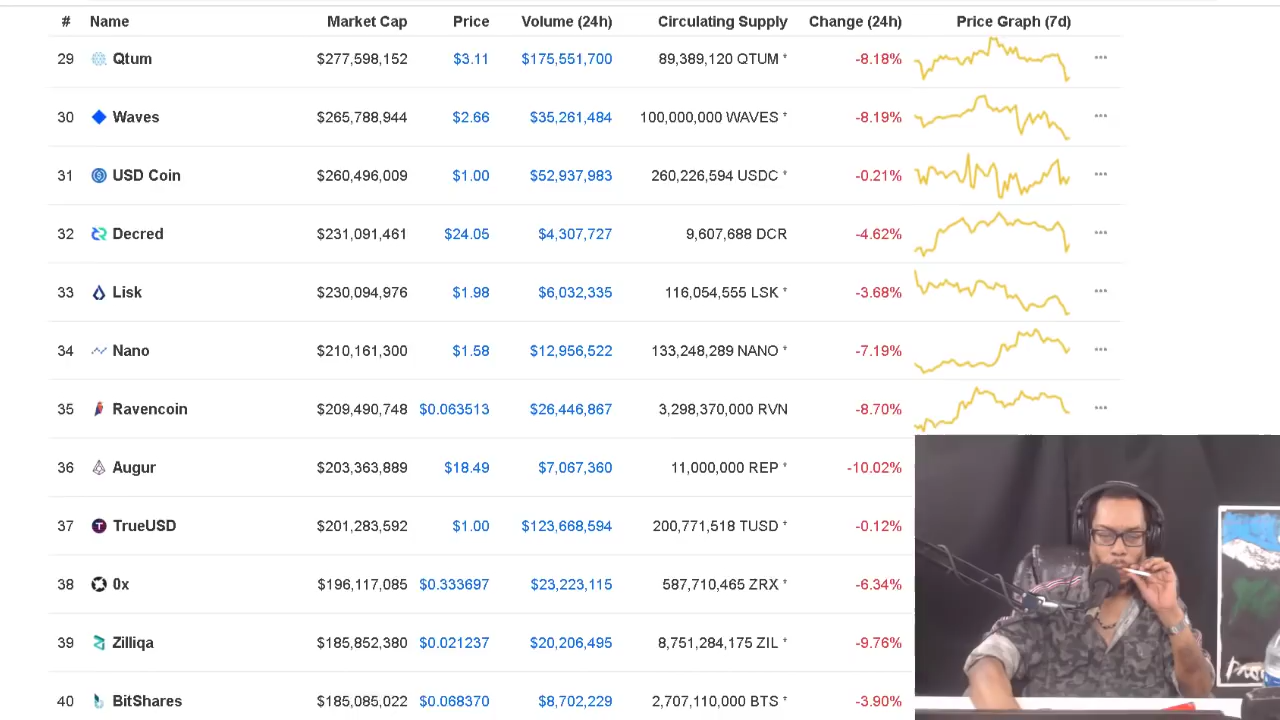 # Name Market Cap Price Volume (24h) Circulating Supply Change (24h) Price Graph (7d)
29 Qtum $277,598,152 $3.11 $175,551,700 89,389,120 QTUM * -8.18%
30 Waves $265,788,944 $2.66 $35,261,484 100,000,000 WAVES * -8.19%
31 USD Coin $260,496,009 $1.00 $52,937,983 260,226,594 USDC * -0.21%
32 Decred $231,091,461 $24.05 $4,307,727 9,607,688 DCR -4.62%
33 Lisk $230,094,976 $1.98 $6,032,335 116,054,555 LSK * -3.68%
34 Nano $210,161,300 $1.58 $12,956,522 133,248,289 NANO * -7.19%
35 Ravencoin $209,490,748 $0.063513 $26,446,867 3,298,370,000 RVN -8.70%
36 Augur $203,363,889 $18.49 $7,067,360 11,000,000 REP * -10.02%
37 TrueUSD $201,283,592 $1.00 $123,668,594 200,771,518 TUSD * -0.12%
38 0x $196,117,085 $0.333697 $23,223,115 587,710,465 ZRX * -6.34%
39 Zilliqa $185,852,380 $0.021237 $20,206,495 8,751,284,175 ZIL * -9.76%
40 BitShares $185,085,022 $0.068370 $8,702,229 2,707,110,000 BTS * -3.90%